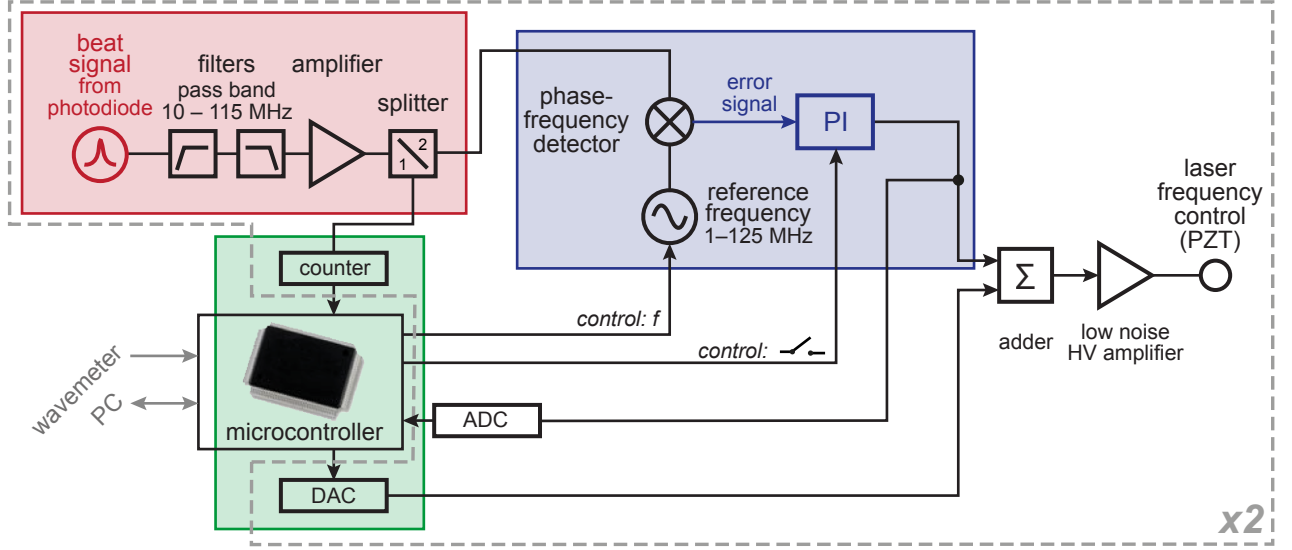 beat
signal
from
photodiode
filters
pass band
10 – 115 MHz
amplifier
splitter
1
2
phase-
frequency
detector
error
signal
PI
reference
frequency
1–125 MHz
laser
frequency
control
(PZT)
counter
control: f
control:
Σ
adder
low noise
HV amplifier
wavemeter
PC
microcontroller
ADC
DAC
x2